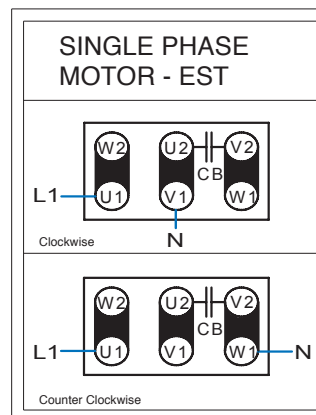 SINGLE PHASE
MOTOR - EST
W2 U2 V2
CB
L1 U1 V1 W1
N
Clockwise
W2 U2 V2
CB
L1 U1 V1 W1 N
Counter Clockwise